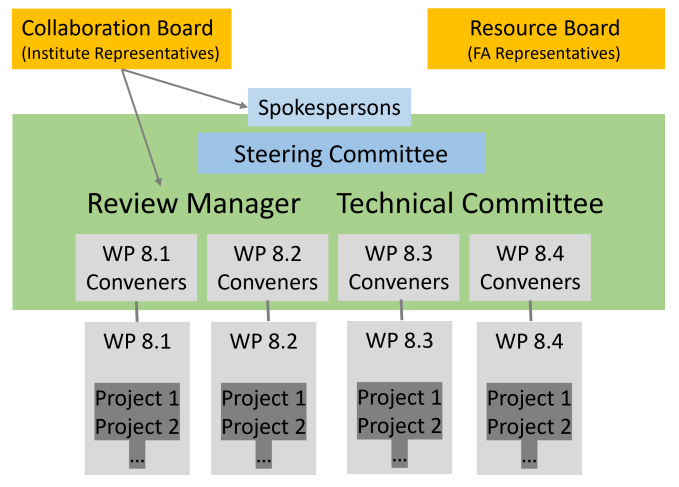 Collaboration Board
(Institute Representatives)
Resource Board
(FA Representatives)
Spokespersons
Steering Committee
Review Manager
Technical Committee
WP 8.1
Conveners
WP 8.2
Conveners
WP 8.3
Conveners
WP 8.4
Conveners
WP 8.1
Project 1
Project 2
...
WP 8.2
Project 1
Project 2
...
WP 8.3
Project 1
Project 2
...
WP 8.4
Project 1
Project 2
...